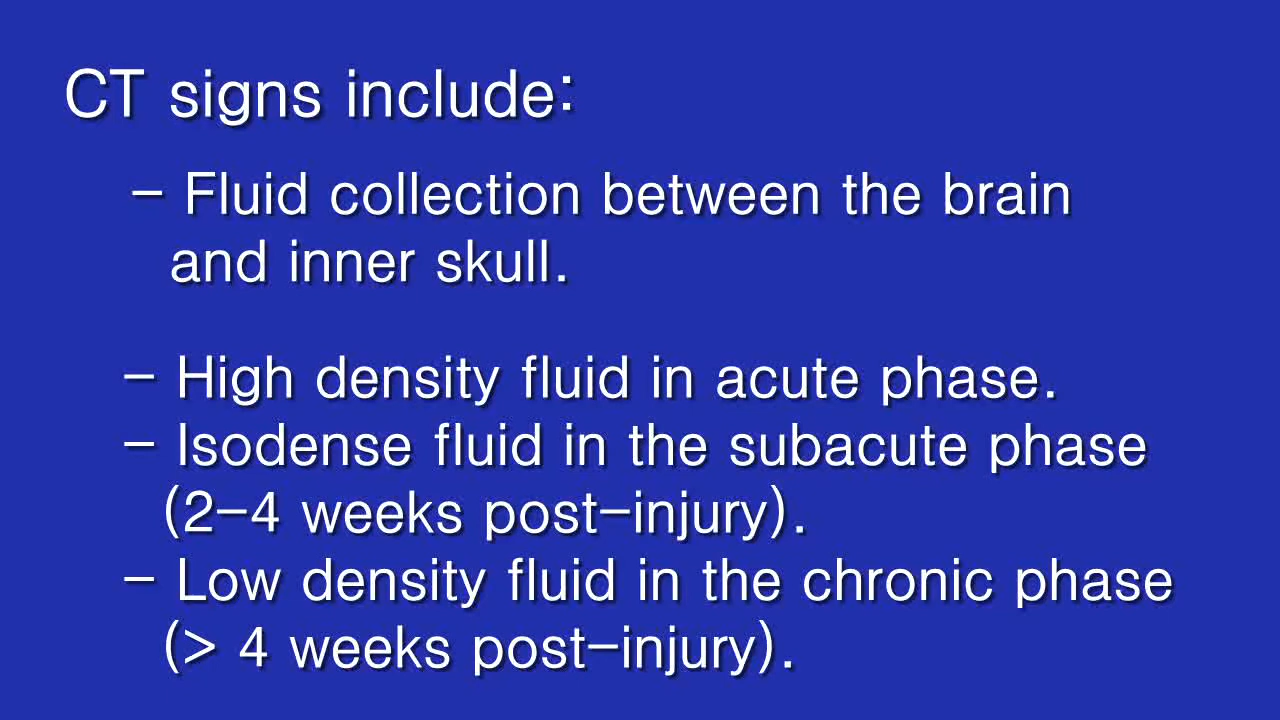 CT signs include:
- Fluid collection between the brain
and inner skull.
- High density fluid in acute phase.
- Isodense fluid in the subacute phase
(2-4 weeks post-injury).
- Low density fluid in the chronic phase
(> 4 weeks post-injury).